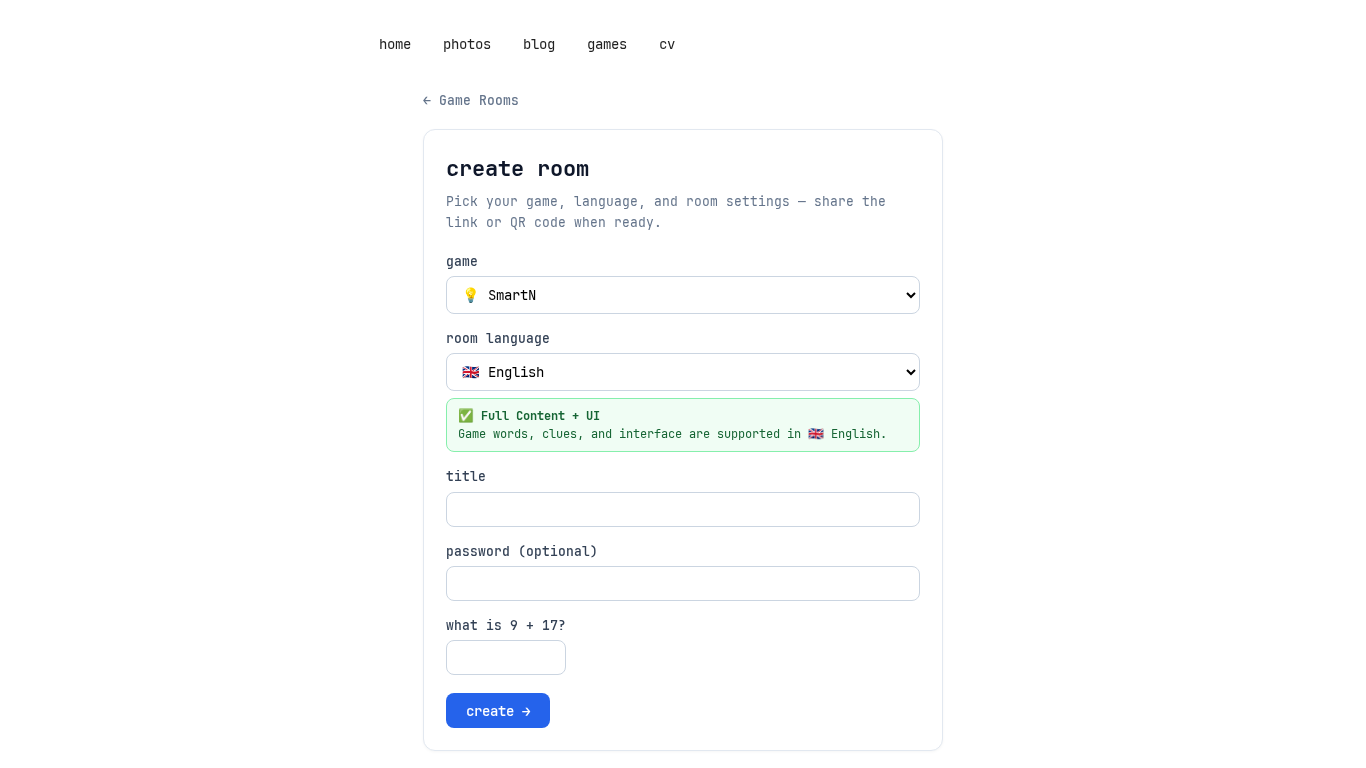 home photos blog games cv
← Game Rooms
create room
Pick your game, language, and room settings — share the
link or QR code when ready.
game
💡 SmartN
room language
🇬🇧 English
✅ Full Content + UI
Game words, clues, and interface are supported in 🇬🇧 English.
title
password (optional)
what is 9 + 17?
create →